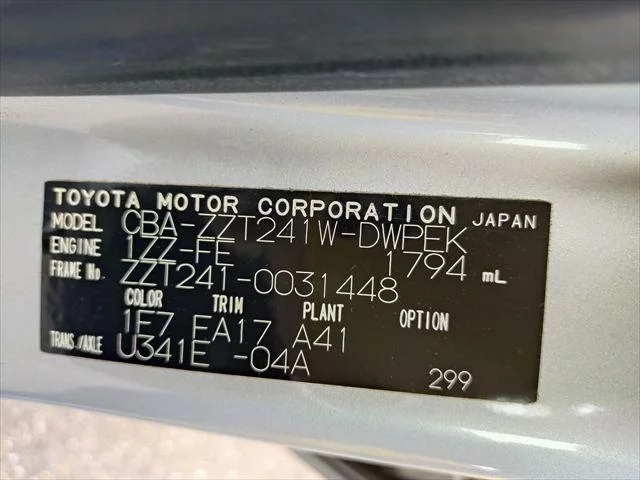 TOYOTA MOTOR CORPORATION JAPAN
MODEL CBA-ZZT241W-DWPEK
ENGINE 1ZZ-FE 1794 mL
FRAME No. ZZT241-0031448
COLOR TRIM PLANT OPTION
1F7 EA17 A41
TRANS./AXLE U341E -04A
299